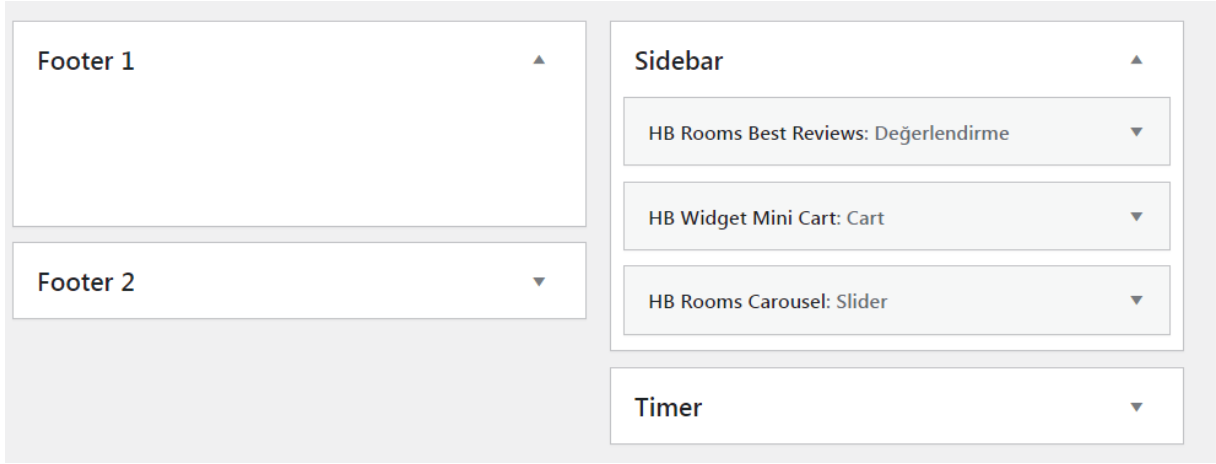 Footer 1
Footer 2
Sidebar
HB Rooms Best Reviews: Değerlendirme
HB Widget Mini Cart: Cart
HB Rooms Carousel: Slider
Timer